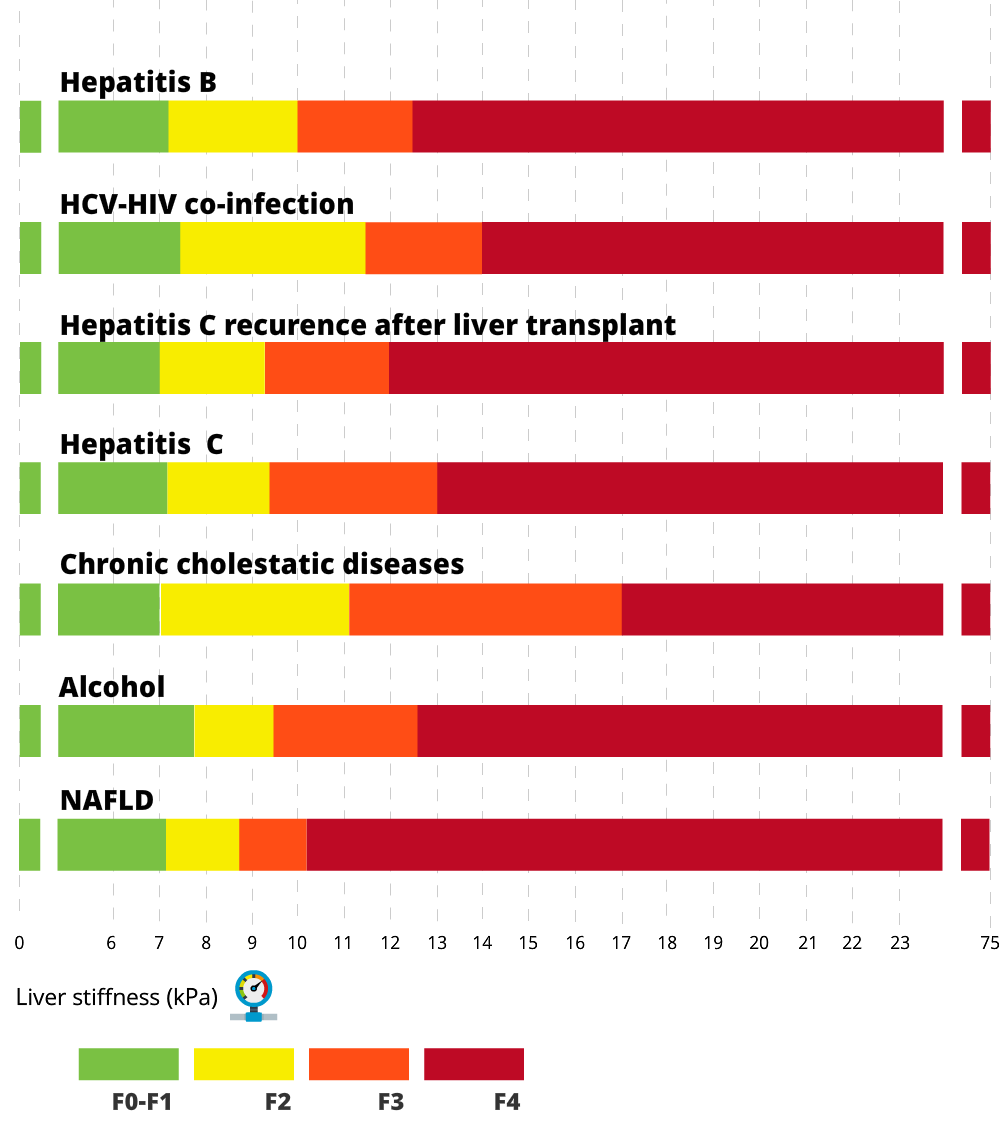 Hepatitis B
HCV-HIV co-infection
Hepatitis C recurence after liver transplant
Hepatitis  C
Chronic cholestatic diseases
Alcohol
NAFLD
0 6 7 8 9 10 11 12 13 14 15 16 17 18 19 20 21 22 23 75
Liver stiffness (kPa)
F0-F1 F2 F3 F4